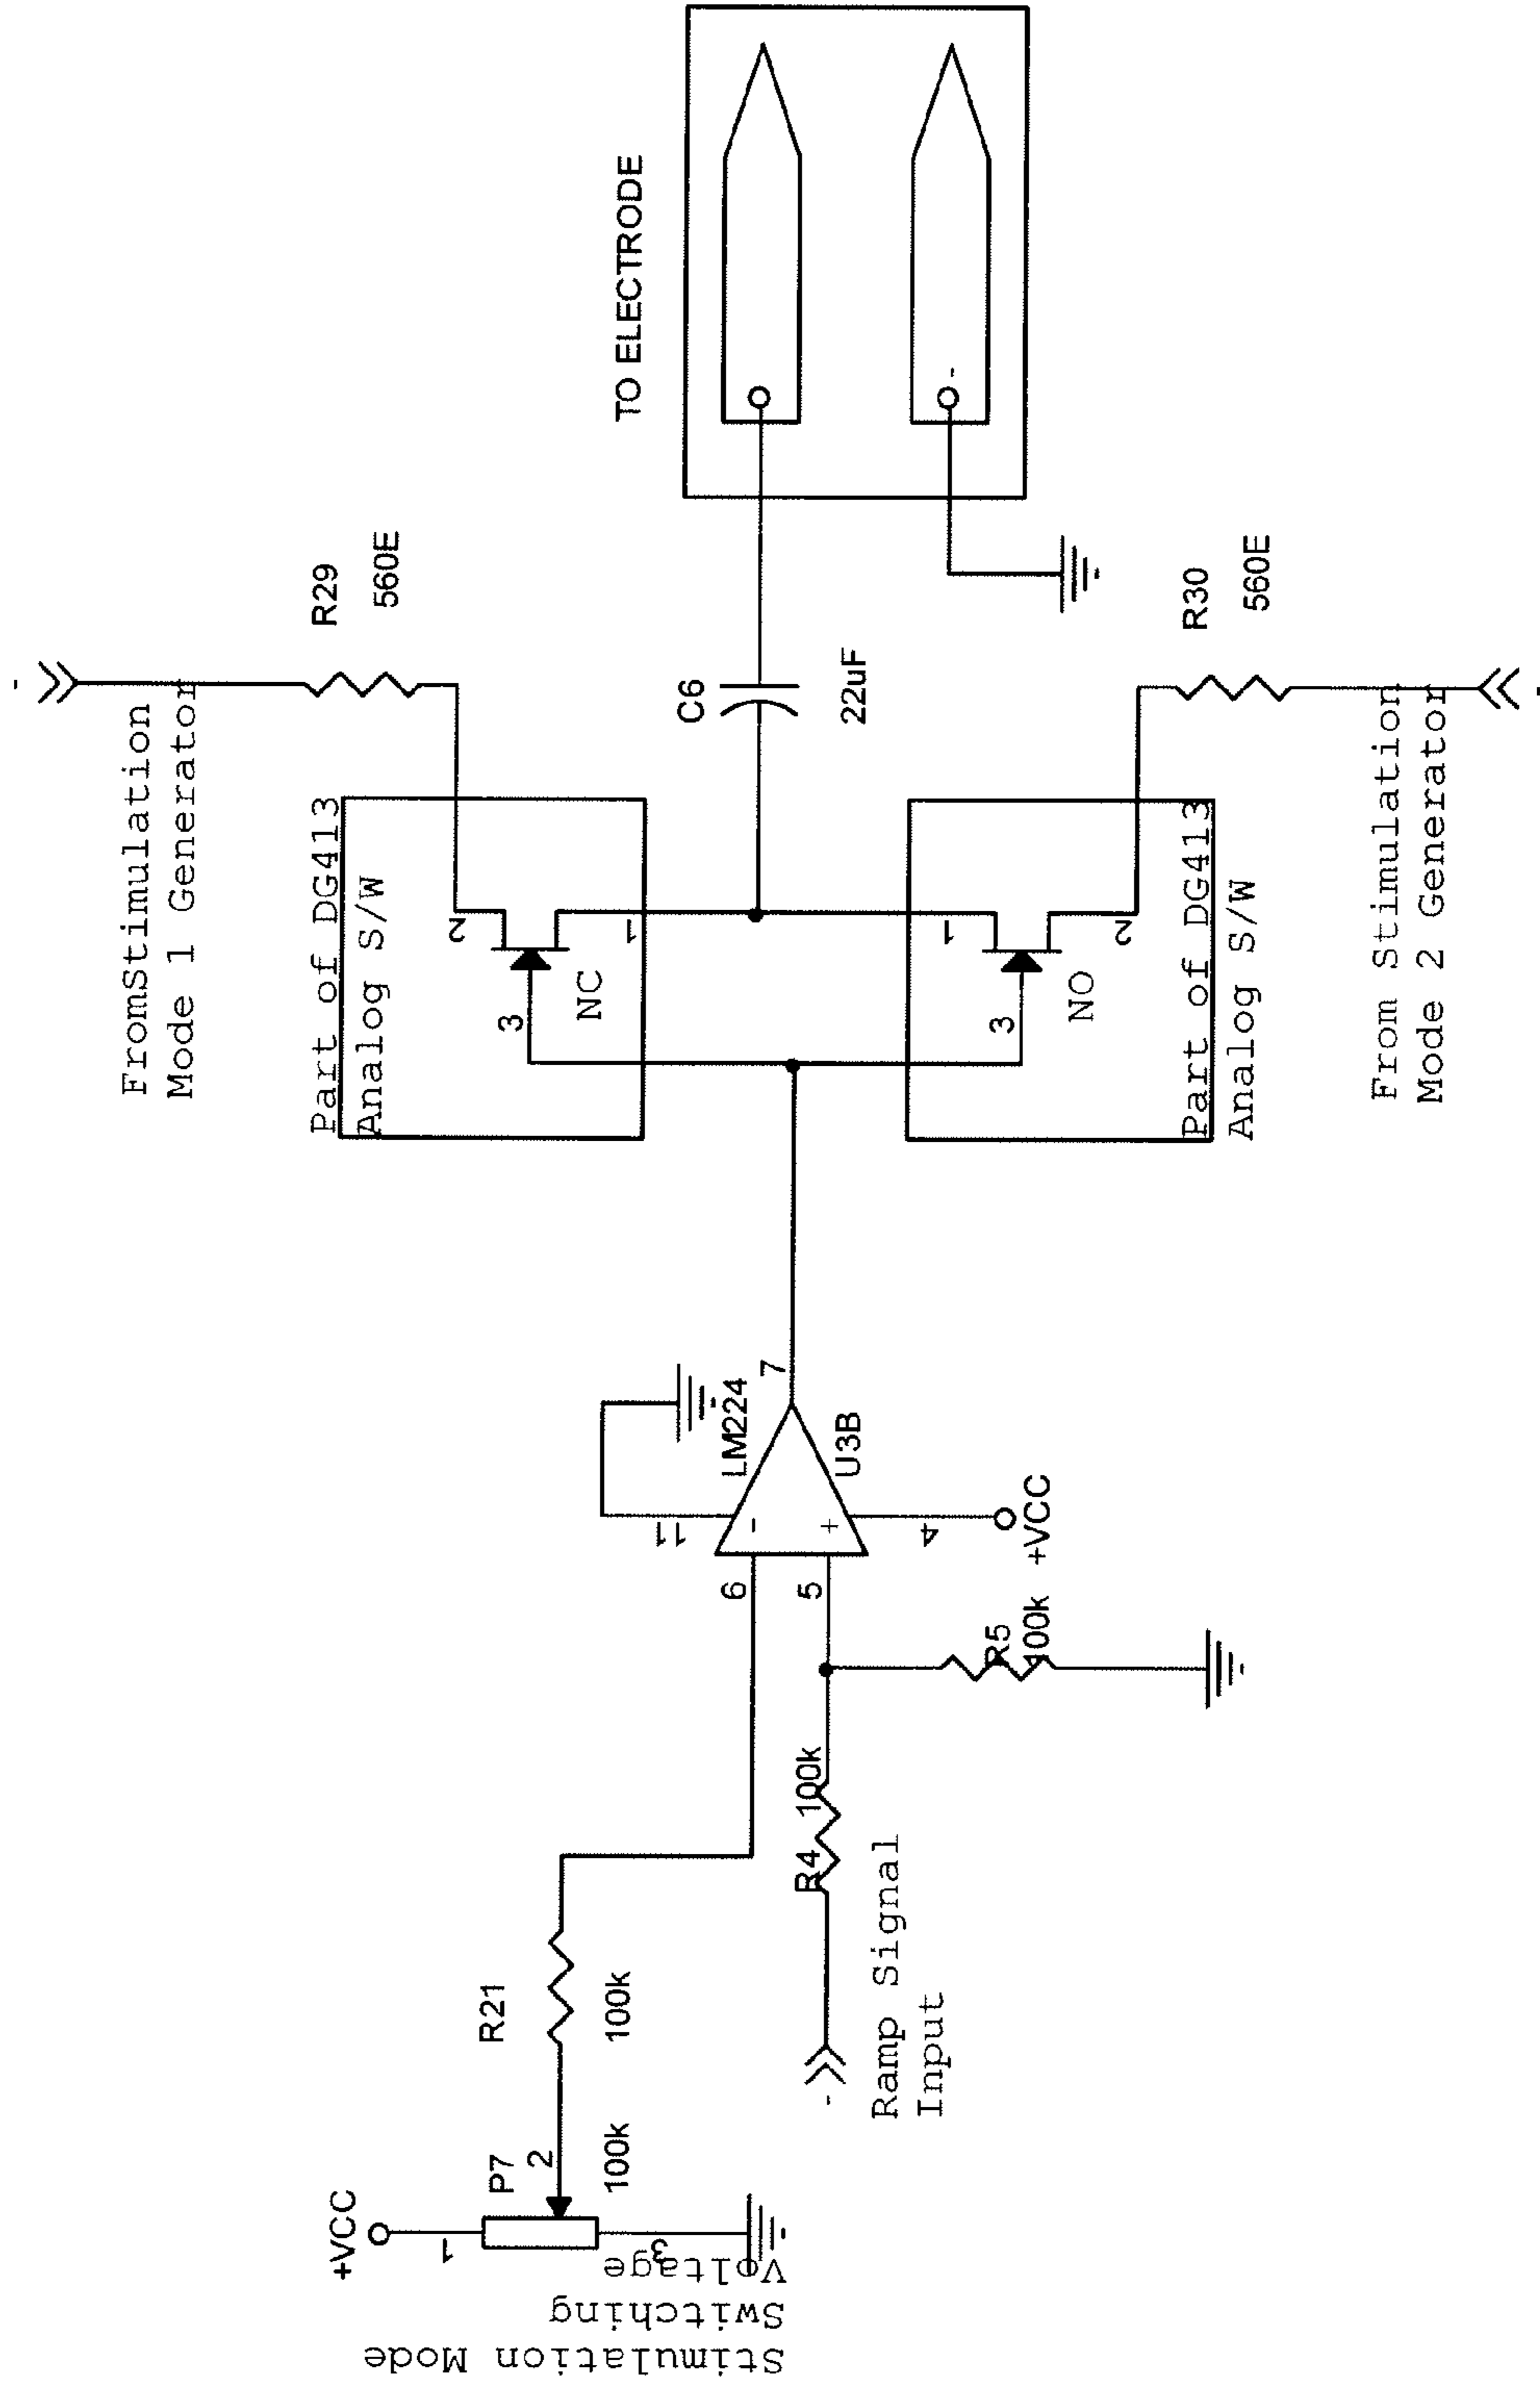 FromStimulation
Mode 1 Generator
R29
560E
Part of DG413
Analog S/W
2
1
3
NC
TO ELECTRODE
-
C6
22uF
+VCC
1
P7
2
100k
3
Stimulation Mode
Switching
Voltage
R21
100k
6
5
11
-
+
LM224
7
U3B
4
+VCC
R4
100k
R5
100k
Ramp Signal
Input
1
2
3
NO
Part of DG413
Analog S/W
R30
560E
From Stimulation
Mode 2 Generator